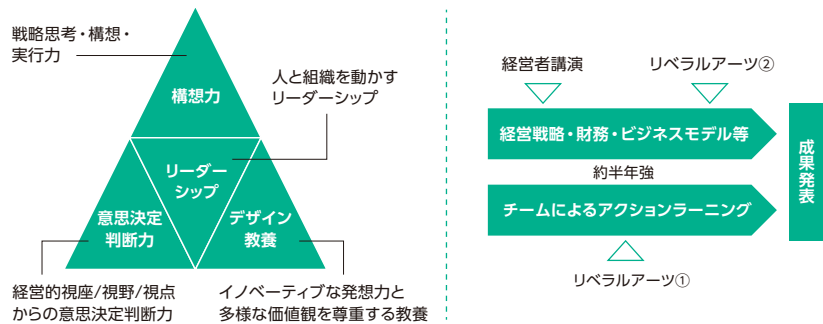 戦略思考・構想・
実行力
構想力
人と組織を動かす
リーダーシップ
リーダー
シップ
意思決定
判断力
デザイン
教養
経営的視座/視野/視点
からの意思決定判断力
イノベーティブな発想力と
多様な価値観を尊重する教養
経営者講演
リベラルアーツ②
経営戦略・財務・ビジネスモデル等
約半年強
チームによるアクションラーニング
リベラルアーツ①
成果発表